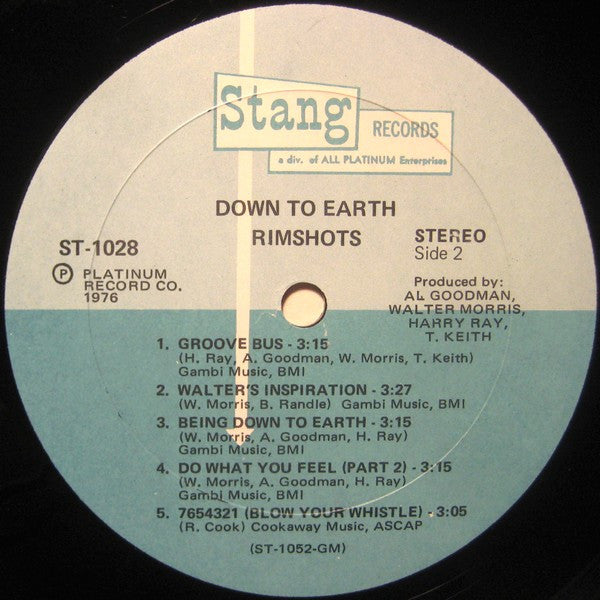 Stang
RECORDS
a div. of ALL PLATINUM Enterprises
DOWN TO EARTH
RIMSHOTS
ST-1028
STEREO
Side 2
Ⓟ PLATINUM
RECORD CO.
1976
Produced by:
AL GOODMAN,
WALTER MORRIS,
HARRY RAY,
T. KEITH
1. GROOVE BUS - 3:15
(H. Ray, A. Goodman, W. Morris, T. Keith)
Gambi Music, BMI
2. WALTER'S INSPIRATION - 3:27
(W. Morris, B. Randle) Gambi Music, BMI
3. BEING DOWN TO EARTH - 3:15
(W. Morris, A. Goodman, H. Ray)
Gambi Music, BMI
4. DO WHAT YOU FEEL (PART 2) - 3:15
(W. Morris, A. Goodman, H. Ray)
Gambi Music, BMI
5. 7654321 (BLOW YOUR WHISTLE) - 3:05
(R. Cook) Cookaway Music, ASCAP
(ST-1052-GM)